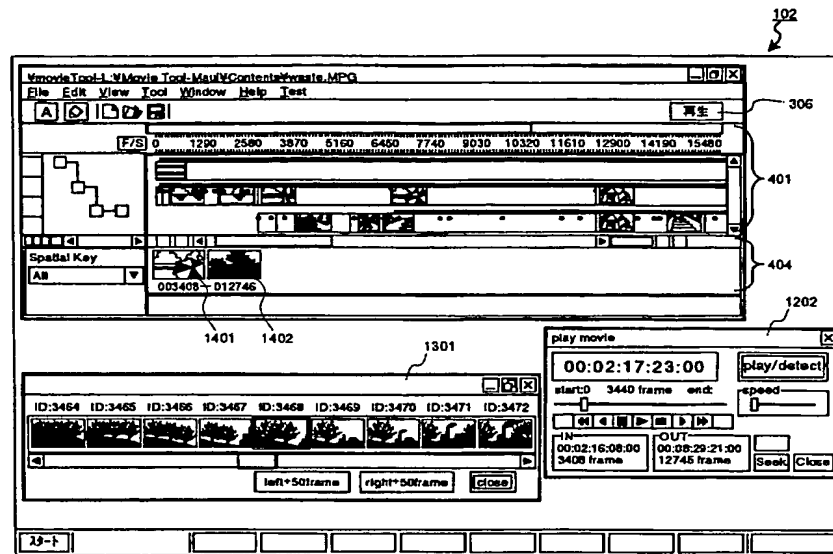 102
¥movieTool-L:¥Movie Tool-Maui¥Contents¥waste.MPG
File Edit View Tool Window Help Test
A
再生
306
F/S 0 1290 2580 3870 5160 6450 7740 9030 10320 11610 12900 14190 15480
401
Spatial Key
All
404
003408 — 012746
1401 1402
1202
play movie
00:02:17:23:00
play/detect
start:0 3440 frame end:
speed
IN
00:02:16:08:00
3408 frame
OUT
00:08:29:21:00
12745 frame
Seek Close
1301
ID:3464 ID:3465 ID:3466 ID:3467 ID:3468 ID:3469 ID:3470 ID:3471 ID:3472
left+50frame right+50frame close
スタート